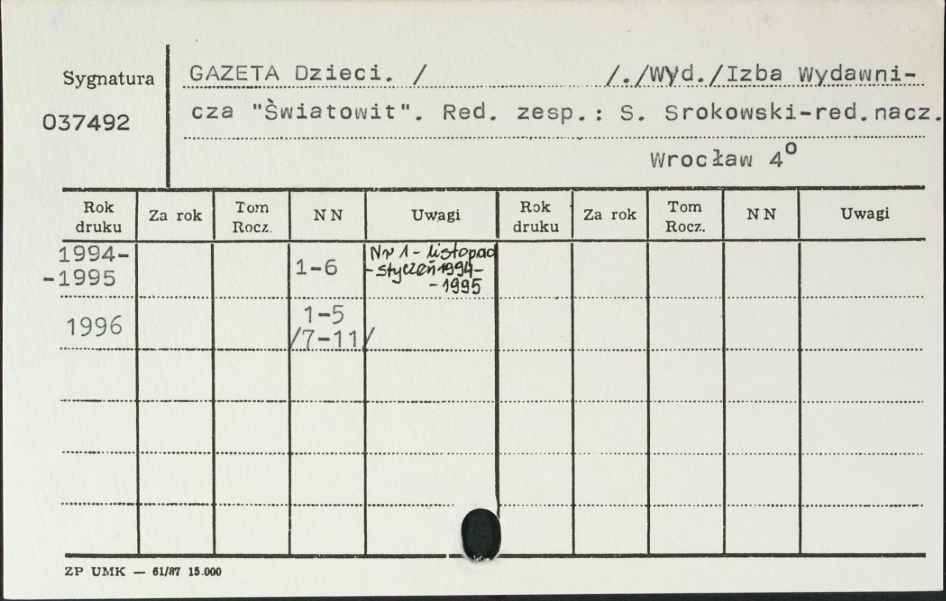 Sygnatura
037492
GAZETA Dzieci. / /./Wyd./Izba Wydawni-
cza "Światowit". Red. zesp.: S. Srokowski-red.nacz.
Wrocław 4°
Rok druku Za rok Tom Rocz. NN Uwagi Rok druku Za rok Tom Rocz. NN Uwagi
1994-
-1995 1-6 Nr 1 - listopad
- styczeń 1994-
- 1995
1996 1-5
/7-11/
ZP UMK — 61/87 15.000